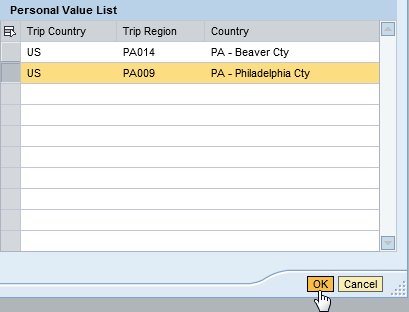 Personal Value List
Trip Country Trip Region Country
US PA014 PA - Beaver Cty
US PA009 PA - Philadelphia Cty
OK Cancel